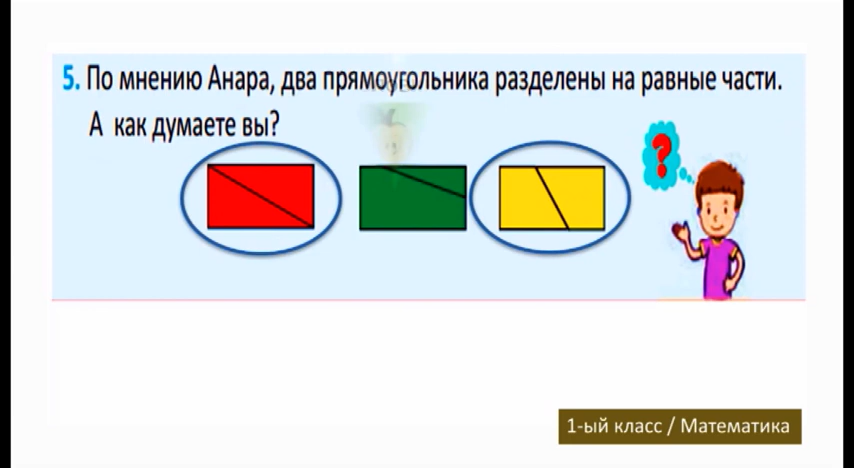 5. По мнению Анара, два прямоугольника разделены на равные части.
А как думаете вы?
?
1-ый класс / Математика